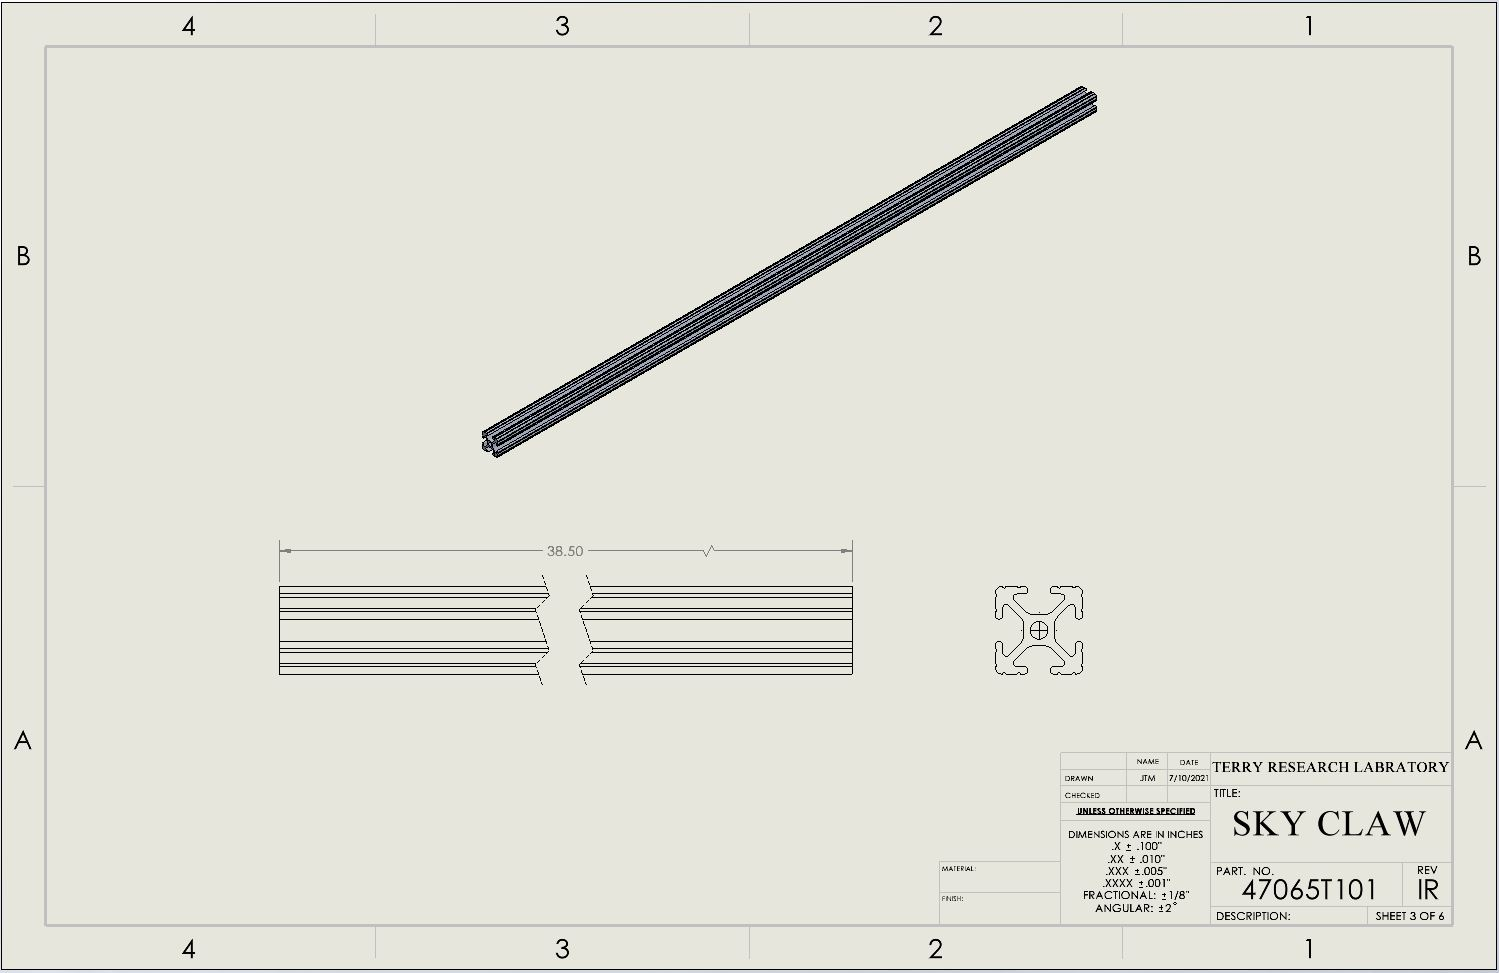 4 3 2 1
B B
38.50
A A
NAME DATE
DRAWN JTM 7/10/2021
CHECKED
UNLESS OTHERWISE SPECIFIED
DIMENSIONS ARE IN INCHES
.X ± .100"
.XX ± .010"
.XXX ±.005"
.XXXX ±.001"
FRACTIONAL: ±1/8"
ANGULAR: ±2°
MATERIAL:
FINISH:
TERRY RESEARCH LABRATORY
TITLE:
SKY CLAW
PART. NO.
47065T101
REV
IR
DESCRIPTION:
SHEET 3 OF 6
4 3 2 1